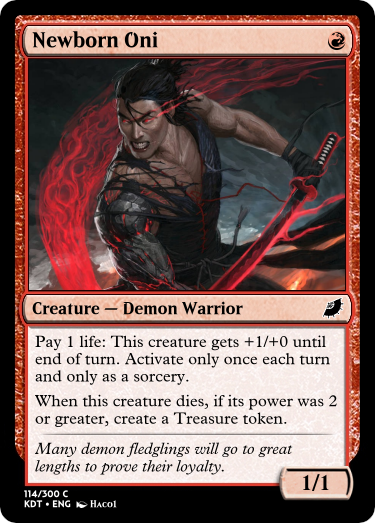 Newborn Oni
Creature — Demon Warrior
Pay 1 life: This creature gets +1/+0 until
end of turn. Activate only once each turn
and only as a sorcery.
When this creature dies, if its power was 2
or greater, create a Treasure token.
Many demon fledglings will go to great
lengths to prove their loyalty.
1/1
114/300 C
KDT • ENG Haco1